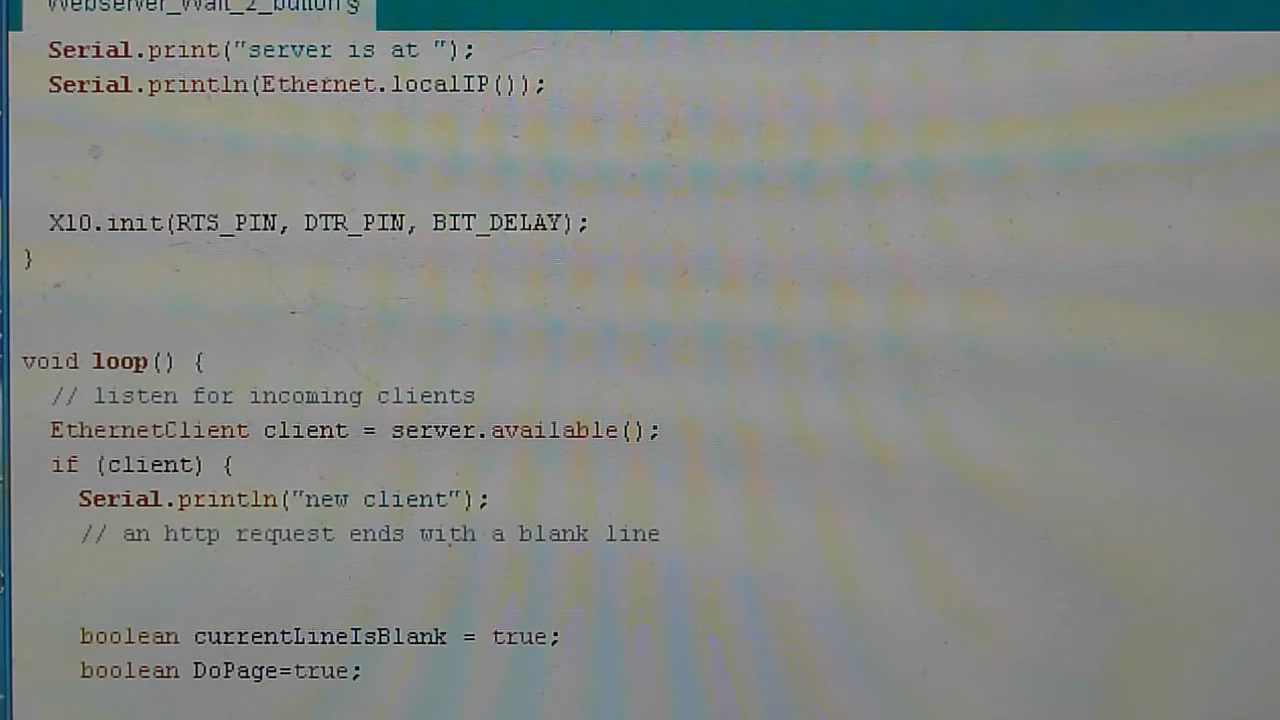 Webserver_Wait_2_button §
Serial.print("server is at ");
Serial.println(Ethernet.localIP());
X10.init(RTS_PIN, DTR_PIN, BIT_DELAY);
}
void loop() {
// listen for incoming clients
EthernetClient client = server.available();
if (client) {
Serial.println("new client");
// an http request ends with a blank line
boolean currentLineIsBlank = true;
boolean DoPage=true;